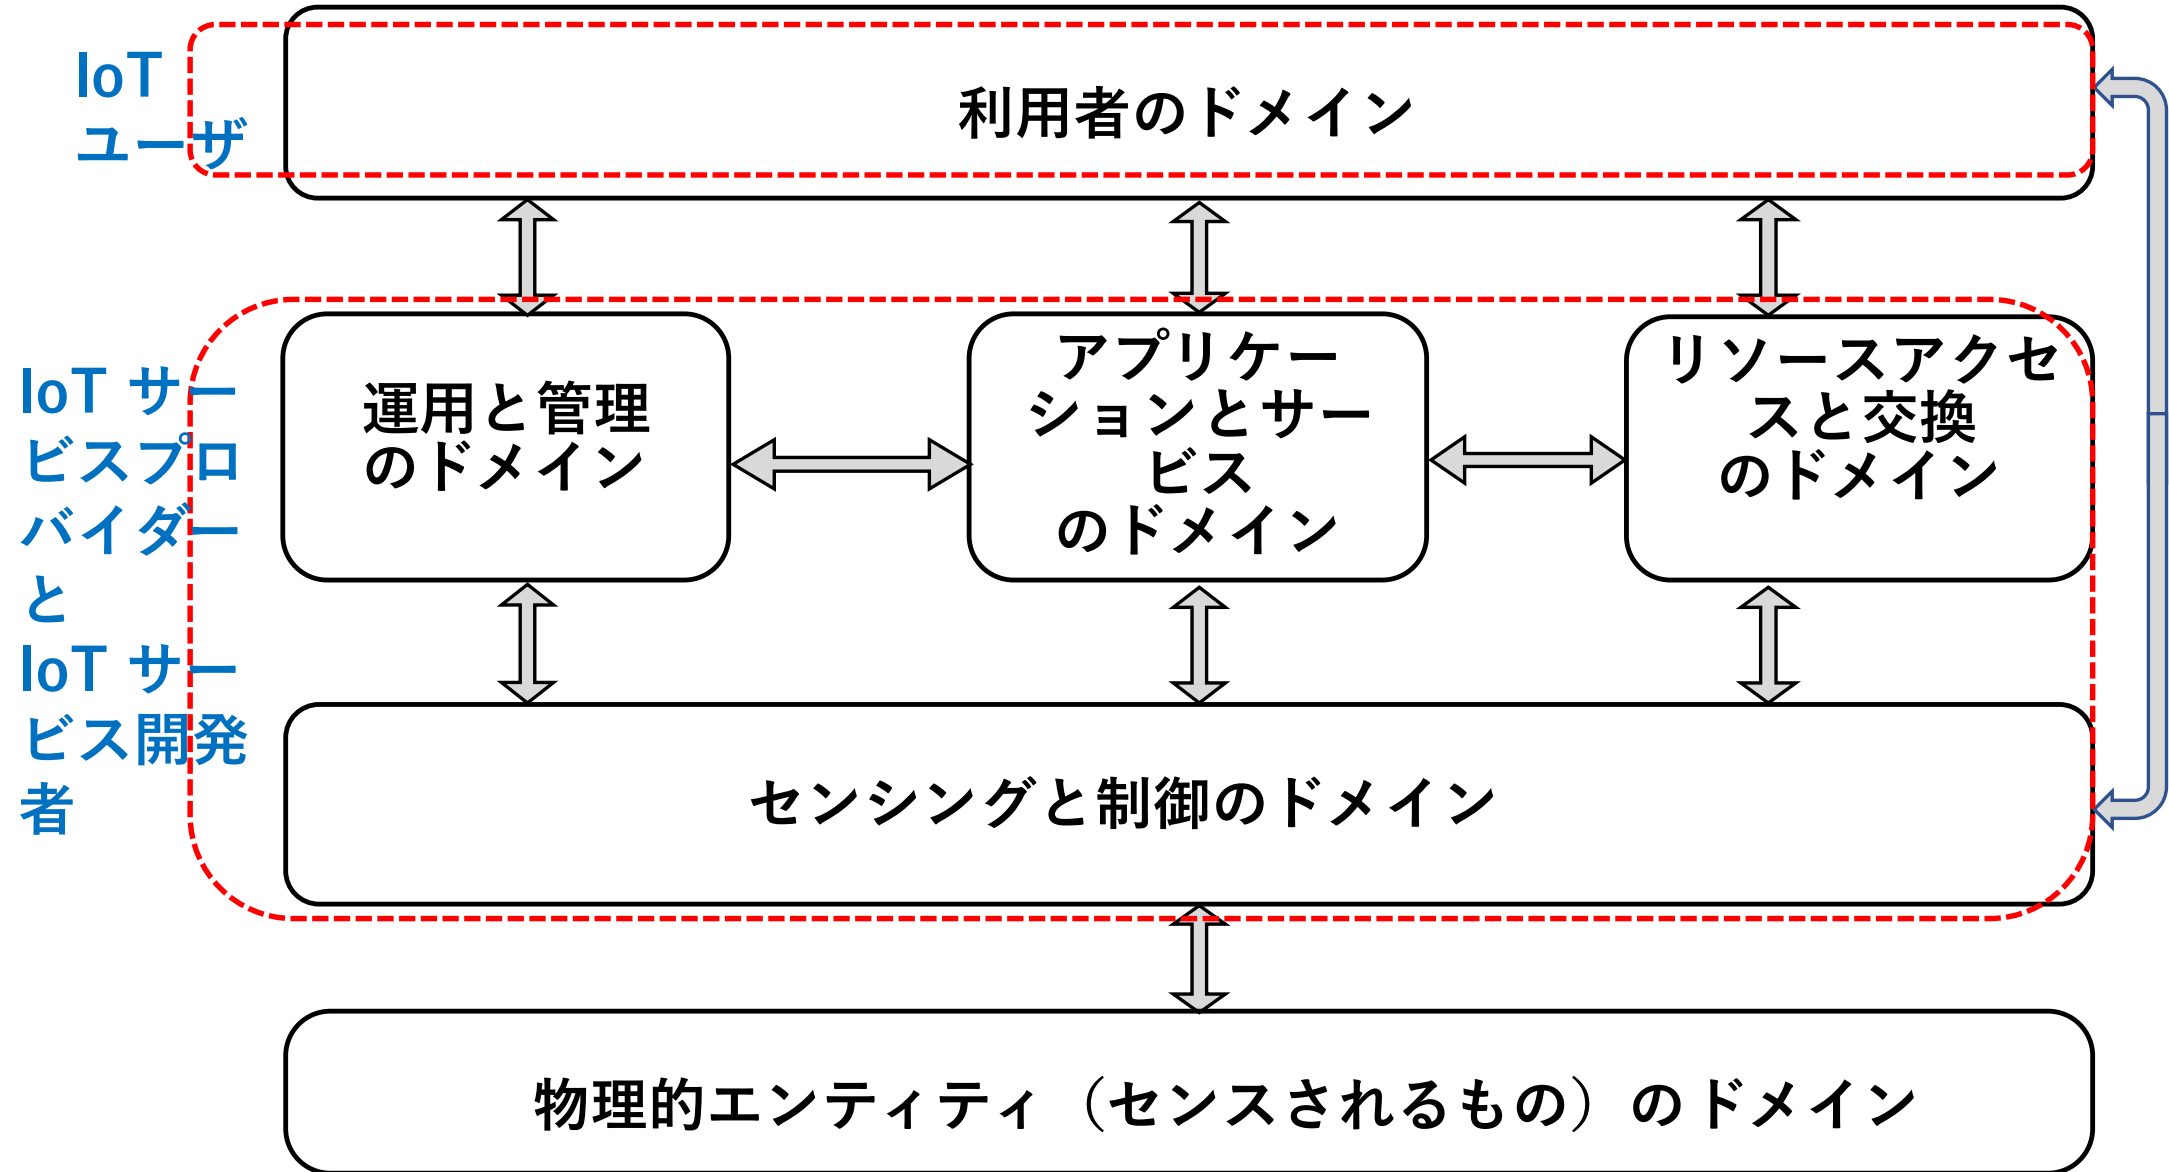 IoT
ユーザ
利用者のドメイン
IoT サー
ビスプロ
バイダー
と
IoT サー
ビス開発
者
運用と管理
のドメイン
アプリケー
ションとサー
ビス
のドメイン
リソースアクセ
スと交換
のドメイン
センシングと制御のドメイン
物理的エンティティ（センスされるもの）のドメイン